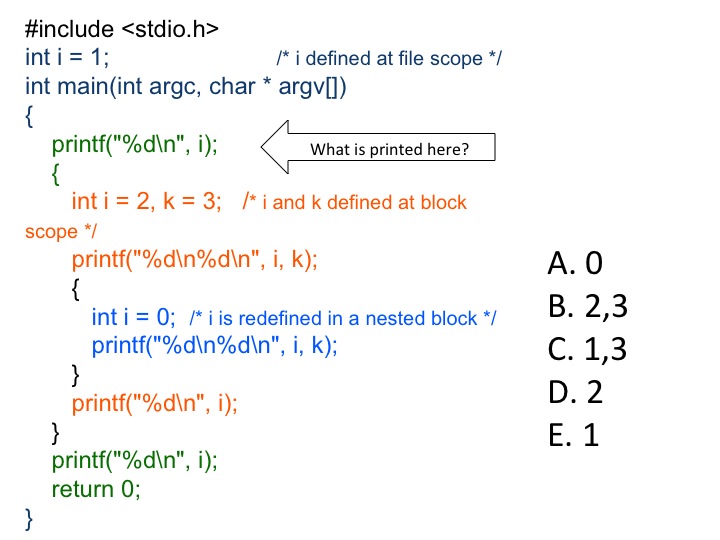 #include <stdio.h>
int i = 1; /* i defined at file scope */
int main(int argc, char * argv[])
{
printf("%d\n", i);
What is printed here?
{
int i = 2, k = 3; /* i and k defined at block
scope */
printf("%d\n%d\n", i, k);
{
int i = 0; /* i is redefined in a nested block */
printf("%d\n%d\n", i, k);
}
printf("%d\n", i);
}
printf("%d\n", i);
return 0;
}
A. 0
B. 2,3
C. 1,3
D. 2
E. 1